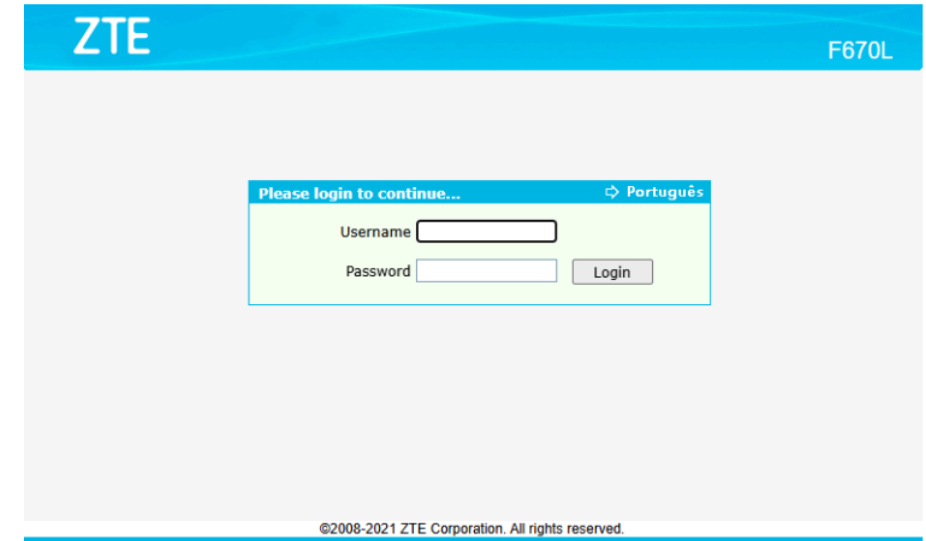 ZTE
F670L
Please login to continue... ➪ Português
Username
Password Login
©2008-2021 ZTE Corporation. All rights reserved.